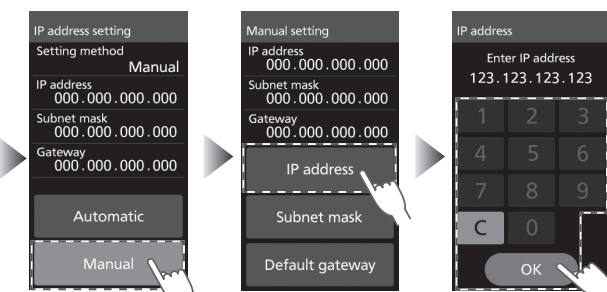 IP address setting
Setting method
Manual
IP address
000.000.000.000
Subnet mask
000.000.000.000
Gateway
000.000.000.000
Automatic
Manual
Manual setting
IP address
000.000.000.000
Subnet mask
000.000.000.000
Gateway
000.000.000.000
IP address
Subnet mask
Default gateway
IP address
Enter IP address
123.123.123.123
1 2 3
4 5 6
7 8 9
C 0
OK